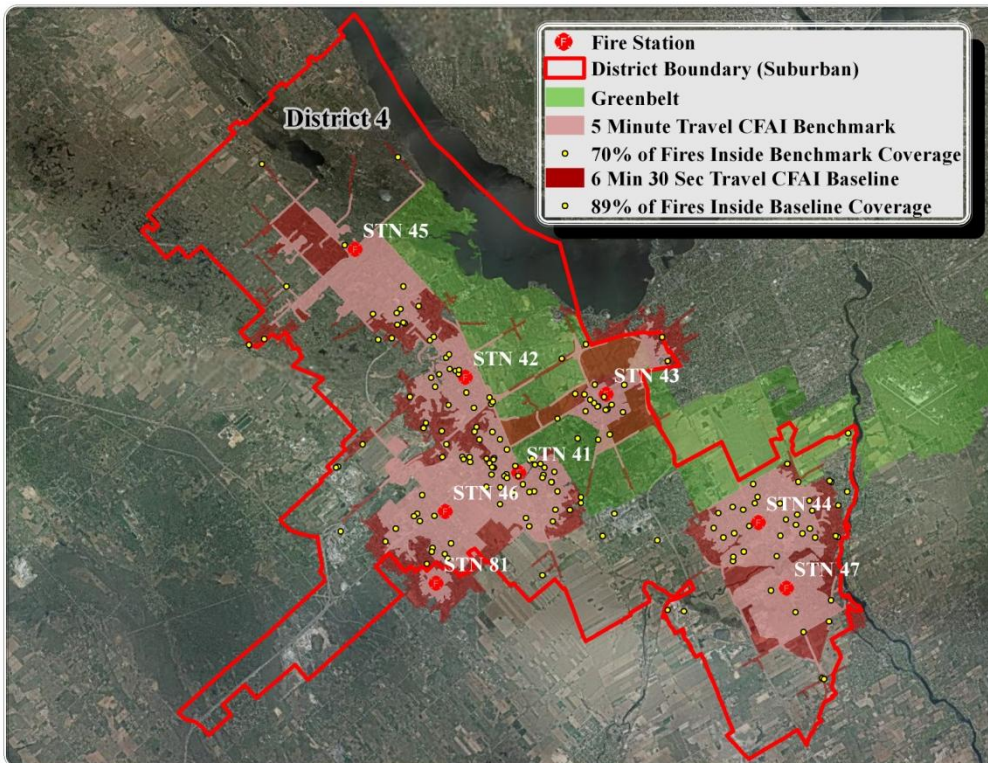 Fire Station
District Boundary (Suburban)
Greenbelt
5 Minute Travel CFAI Benchmark
70% of Fires Inside Benchmark Coverage
6 Min 30 Sec Travel CFAI Baseline
89% of Fires Inside Baseline Coverage
District 4
STN 45
STN 42
STN 43
STN 41
STN 46
STN 44
STN 81
STN 47